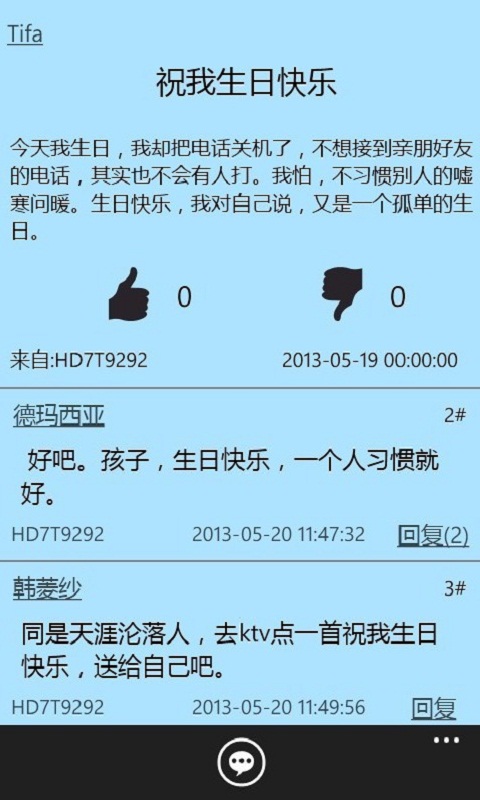 Tifa
祝我生日快乐
今天我生日，我却把电话关机了，不想接到亲朋好友
的电话，其实也不会有人打。我怕，不习惯别人的嘘
寒问暖。生日快乐，我对自己说，又是一个孤单的生
日。
0 0
来自:HD7T9292 2013-05-19 00:00:00
德玛西亚 2#
好吧。孩子，生日快乐，一个人习惯就
好。
HD7T9292 2013-05-20 11:47:32 回复(2)
韩菱纱 3#
同是天涯沦落人，去ktv点一首祝我生日
快乐，送给自己吧。
HD7T9292 2013-05-20 11:49:56 回复